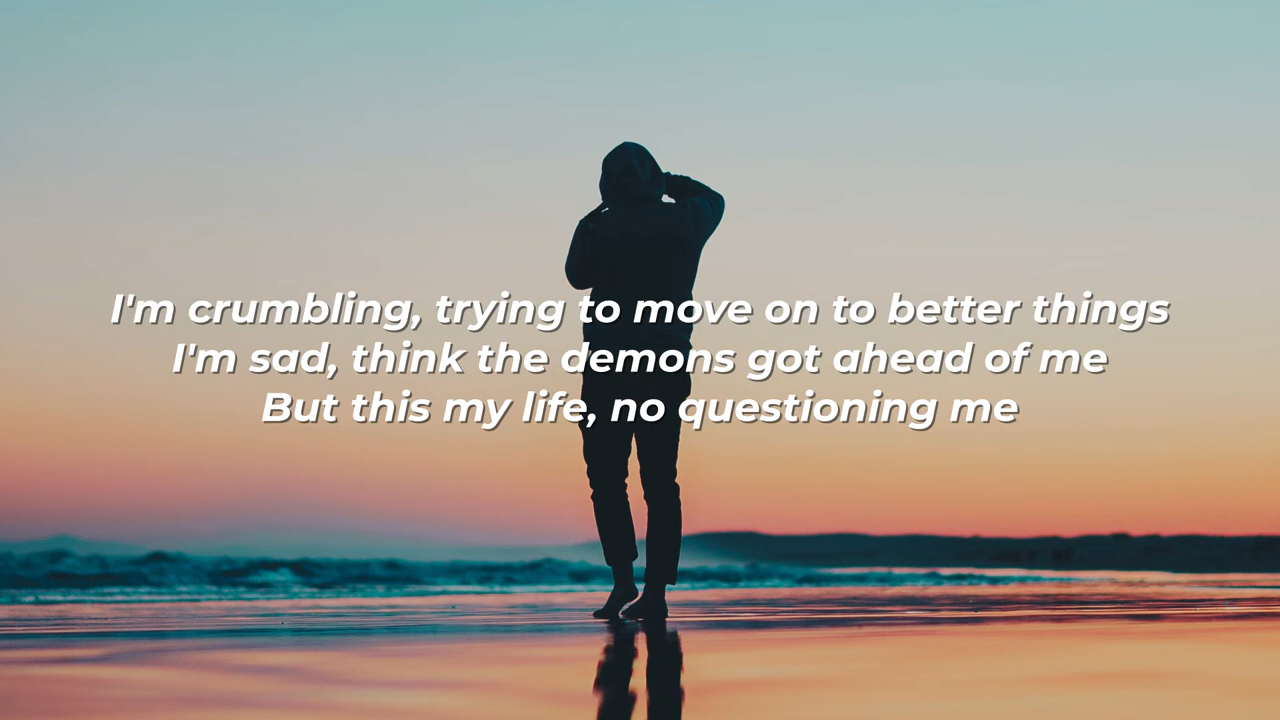 I'm crumbling, trying to move on to better things
I'm sad, think the demons got ahead of me
But this my life, no questioning me